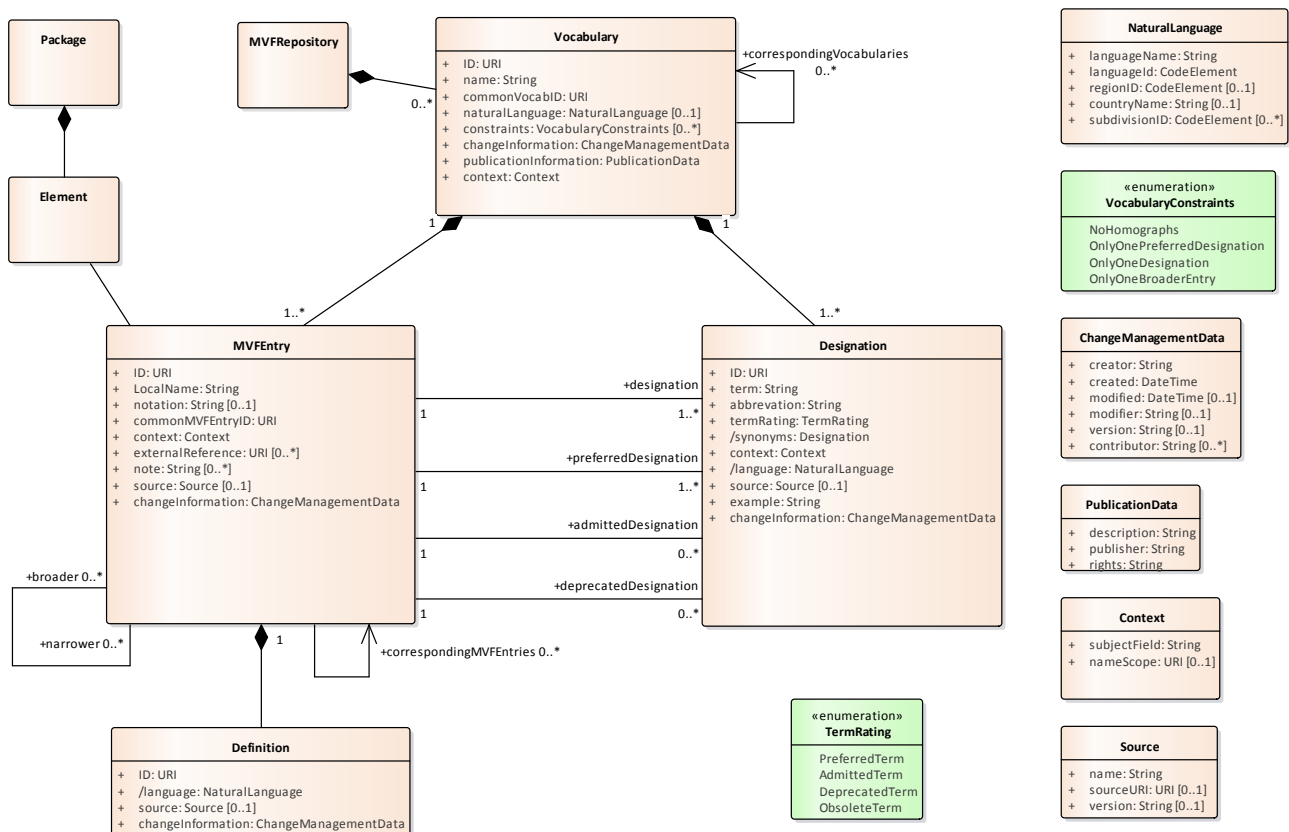 Package
MVFRepository
Vocabulary
+ ID: URI
+ name: String
+ commonVocabID: URI
+ naturalLanguage: NaturalLanguage [0..1]
+ constraints: VocabularyConstraints [0..*]
+ changeInformation: ChangeManagementData
+ publicationInformation: PublicationData
+ context: Context
+correspondingVocabularies
0..*
0..*
1
1
NaturalLanguage
+ languageName: String
+ languageId: CodeElement
+ regionID: CodeElement [0..1]
+ countryName: String [0..1]
+ subdivisionID: CodeElement [0..*]
Element
«enumeration»
VocabularyConstraints
NoHomographs
OnlyOnePreferredDesignation
OnlyOneDesignation
OnlyOneBroaderEntry
1..*
1..*
MVFEntry
+ ID: URI
+ LocalName: String
+ notation: String [0..1]
+ commonMVFEntryID: URI
+ context: Context
+ externalReference: URI [0..*]
+ note: String [0..*]
+ source: Source [0..1]
+ changeInformation: ChangeManagementData
+designation
1
1..*
+preferredDesignation
1
1..*
+admittedDesignation
1
0..*
+deprecatedDesignation
1
0..*
Designation
+ ID: URI
+ term: String
+ abbrevation: String
+ termRating: TermRating
+ /synonyms: Designation
+ context: Context
+ /language: NaturalLanguage
+ source: Source [0..1]
+ example: String
+ changeInformation: ChangeManagementData
ChangeManagementData
+ creator: String
+ created: DateTime
+ modified: DateTime [0..1]
+ modifier: String [0..1]
+ version: String [0..1]
+ contributor: String [0..*]
PublicationData
+ description: String
+ publisher: String
+ rights: String
+broader 0..*
+narrower 0..*
1
+correspondingMVFEntries 0..*
Context
+ subjectField: String
+ nameScope: URI [0..1]
Definition
+ ID: URI
+ /language: NaturalLanguage
+ source: Source [0..1]
+ changeInformation: ChangeManagementData
«enumeration»
TermRating
PreferredTerm
AdmittedTerm
DeprecatedTerm
ObsoleteTerm
Source
+ name: String
+ sourceURI: URI [0..1]
+ version: String [0..1]